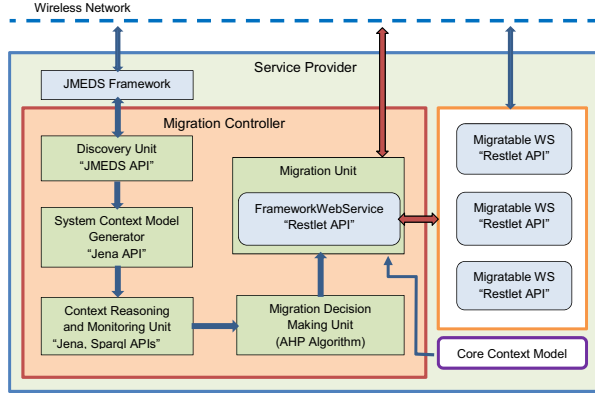 Wireless Network
Service Provider
JMEDS Framework
Migration Controller
Discovery Unit
“JMEDS API”
System Context Model
Generator
“Jena API”
Context Reasoning
and Monitoring Unit
“Jena, Sparql APIs”
Migration Unit
FrameworkWebService
“Restlet API”
Migration Decision
Making Unit
(AHP Algorithm)
Migratable WS
“Restlet API”
Migratable WS
“Restlet API”
Migratable WS
“Restlet API”
Core Context Model